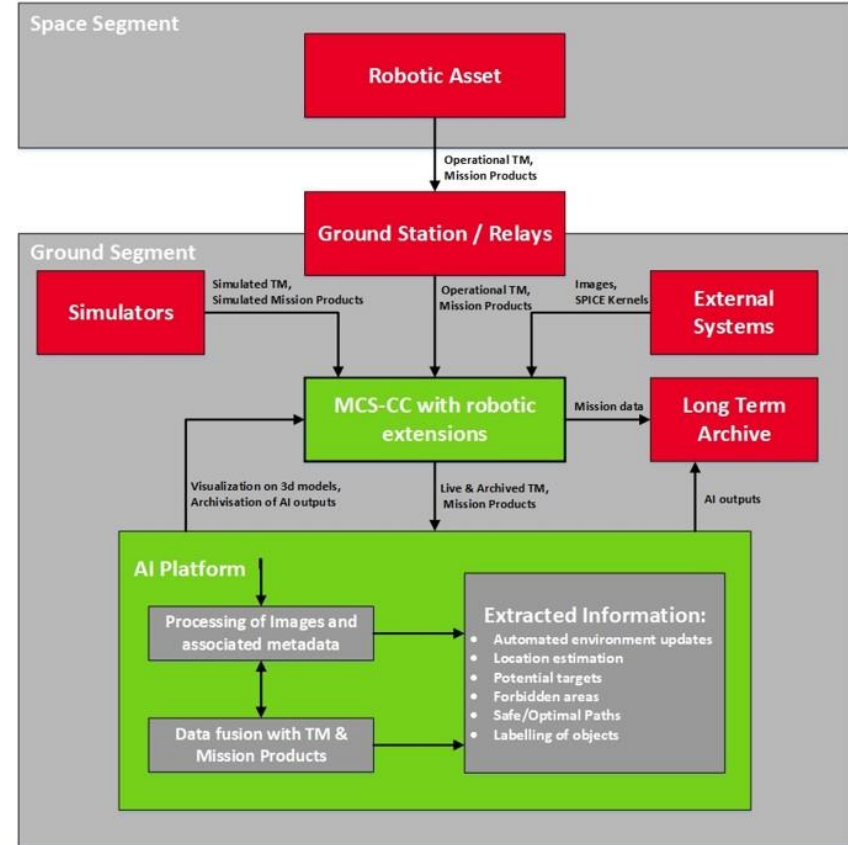 Space Segment
Robotic Asset
Operational TM,
Mission Products
Ground Station / Relays
Ground Segment
Simulated TM,
Simulated Mission Products
Operational TM,
Mission Products
Images,
SPICE Kernels
Simulators
External
Systems
MCS-CC with robotic
extensions
Mission data
Long Term
Archive
Visualization on 3d models,
Archivisation of AI outputs
Live & Archived TM,
Mission Products
AI outputs
AI Platform
Processing of Images and
associated metadata
Data fusion with TM &
Mission Products
Extracted Information:
• Automated environment updates
• Location estimation
• Potential targets
• Forbidden areas
• Safe/Optimal Paths
• Labelling of objects